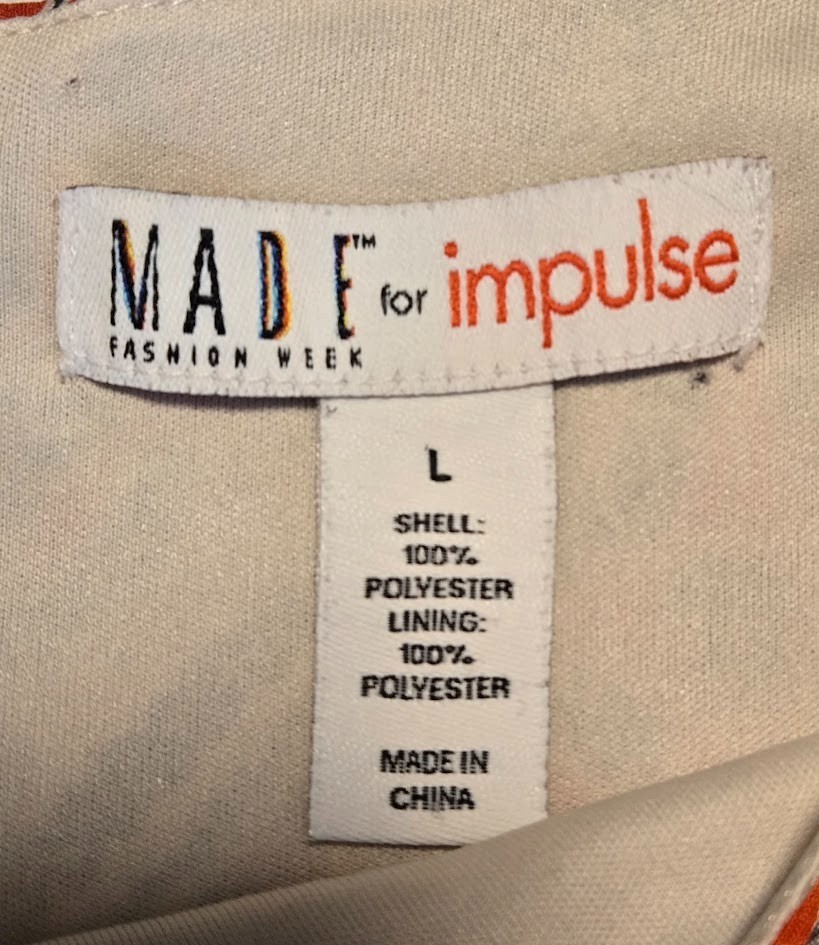 MADE™ for impulse
FASHION WEEK
L
SHELL:
100%
POLYESTER
LINING:
100%
POLYESTER
MADE IN
CHINA